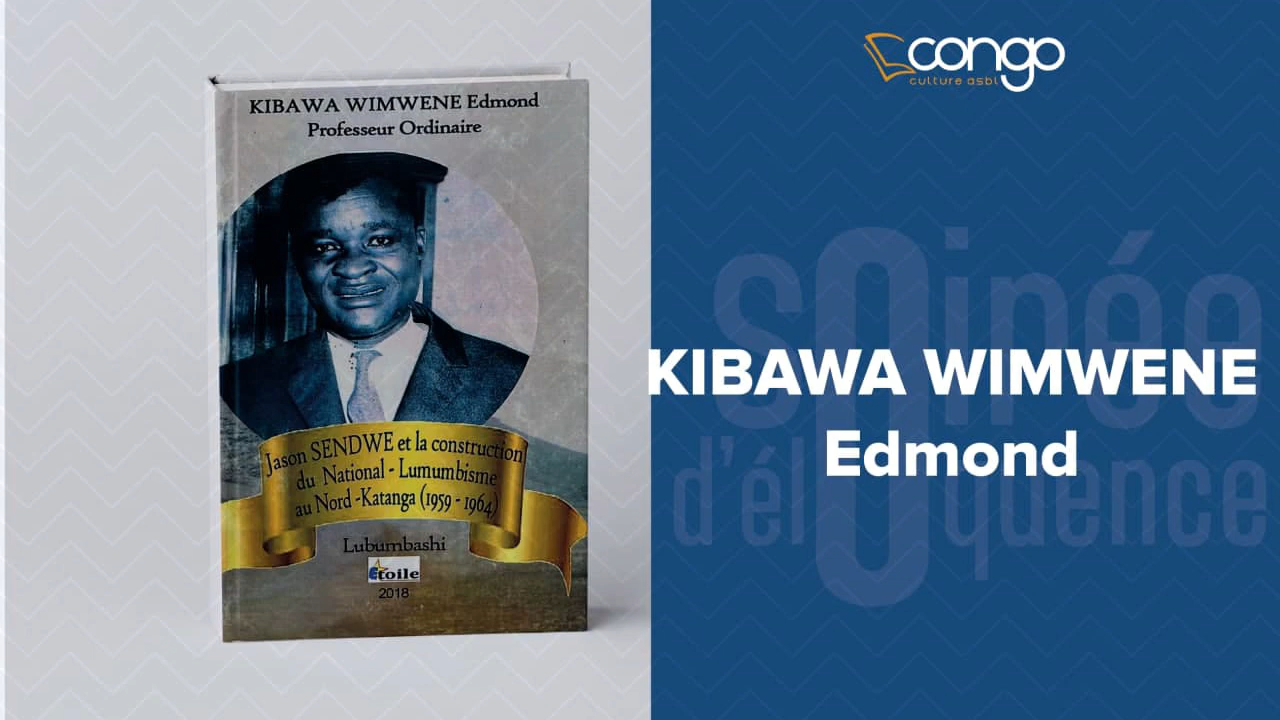 KIBAWA WIMWENE Edmond
Professeur Ordinaire
Jason SENDWE et la construction
du National - Lumumbisme
au Nord -Katanga (1959 - 1964)
Lubumbashi
étoile
2018
congo
culture asbl
soirée
d'éloquence
KIBAWA WIMWENE
Edmond